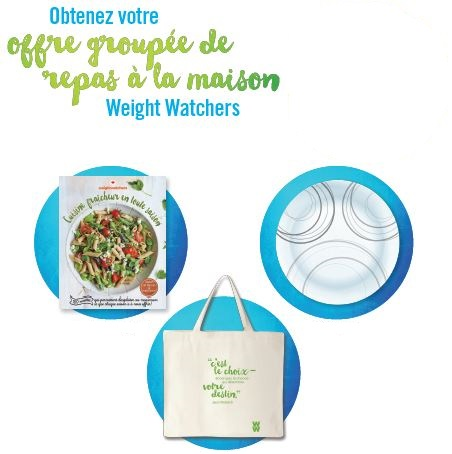 Obtenez votre
offre groupée de
repas à la maison
Weight Watchers
weightwatchers
Cuisine fraîcheur en toute saison
"c'est
le choix –
votre
destin."